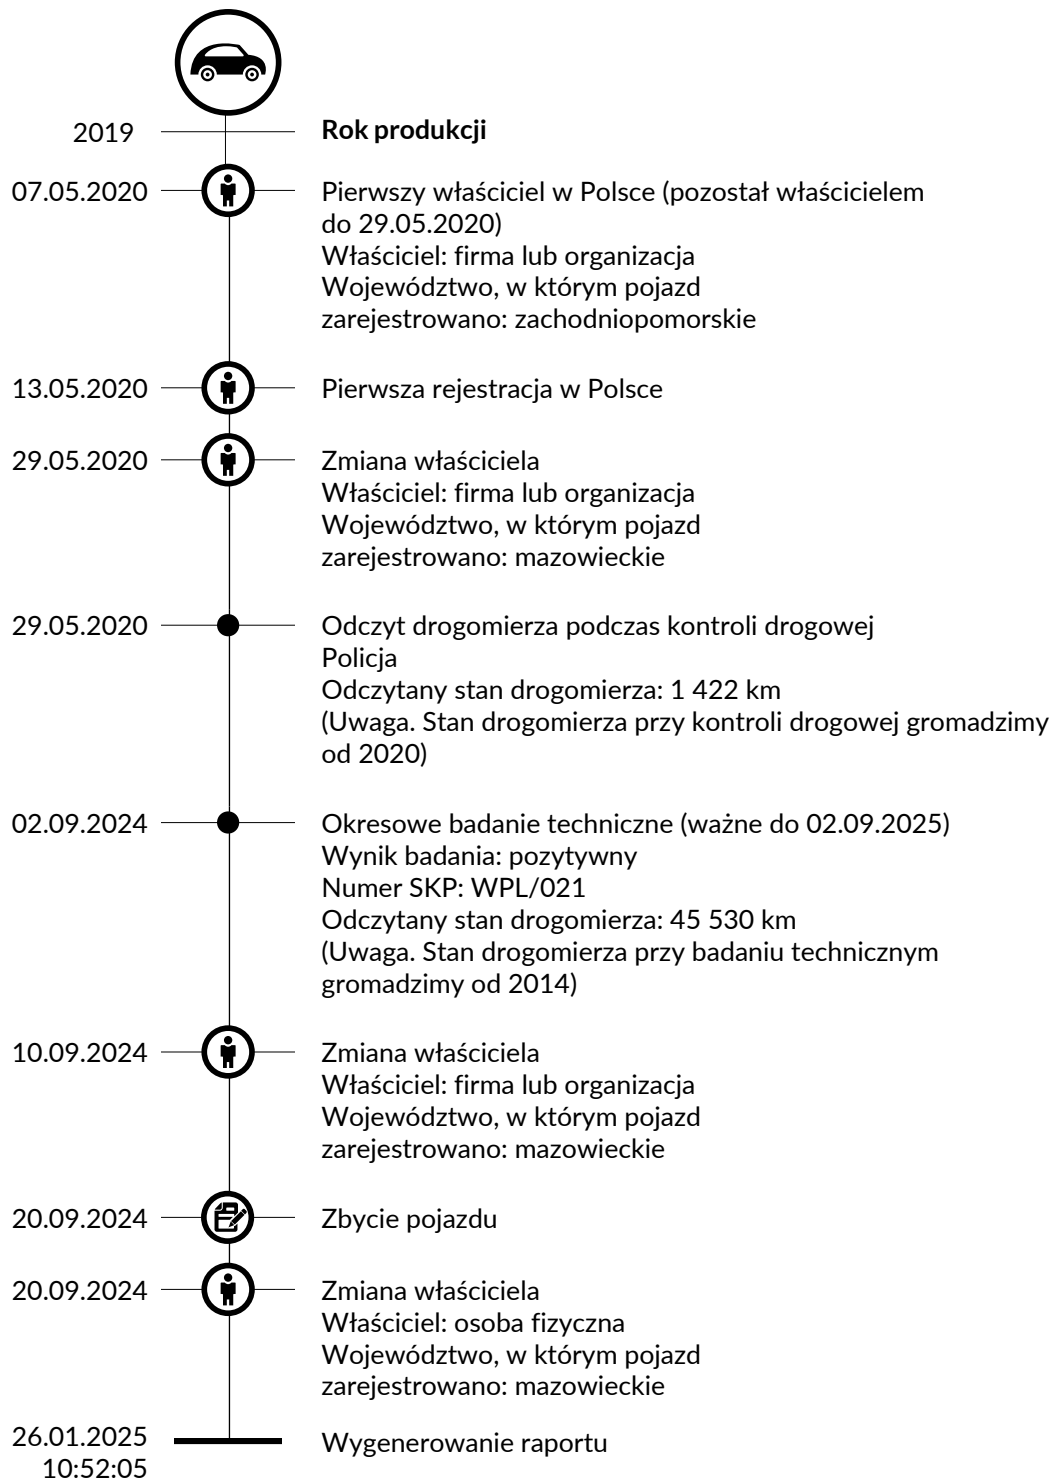 2019 Rok produkcji
07.05.2020 Pierwszy właściciel w Polsce (pozostał właścicielem
do 29.05.2020)
Właściciel: firma lub organizacja
Województwo, w którym pojazd
zarejestrowano: zachodniopomorskie
13.05.2020 Pierwsza rejestracja w Polsce
29.05.2020 Zmiana właściciela
Właściciel: firma lub organizacja
Województwo, w którym pojazd
zarejestrowano: mazowieckie
29.05.2020 Odczyt drogomierza podczas kontroli drogowej
Policja
Odczytany stan drogomierza: 1 422 km
(Uwaga. Stan drogomierza przy kontroli drogowej gromadzimy
od 2020)
02.09.2024 Okresowe badanie techniczne (ważne do 02.09.2025)
Wynik badania: pozytywny
Numer SKP: WPL/021
Odczytany stan drogomierza: 45 530 km
(Uwaga. Stan drogomierza przy badaniu technicznym
gromadzimy od 2014)
10.09.2024 Zmiana właściciela
Właściciel: firma lub organizacja
Województwo, w którym pojazd
zarejestrowano: mazowieckie
20.09.2024 Zbycie pojazdu
20.09.2024 Zmiana właściciela
Właściciel: osoba fizyczna
Województwo, w którym pojazd
zarejestrowano: mazowieckie
26.01.2025 Wygenerowanie raportu
10:52:05